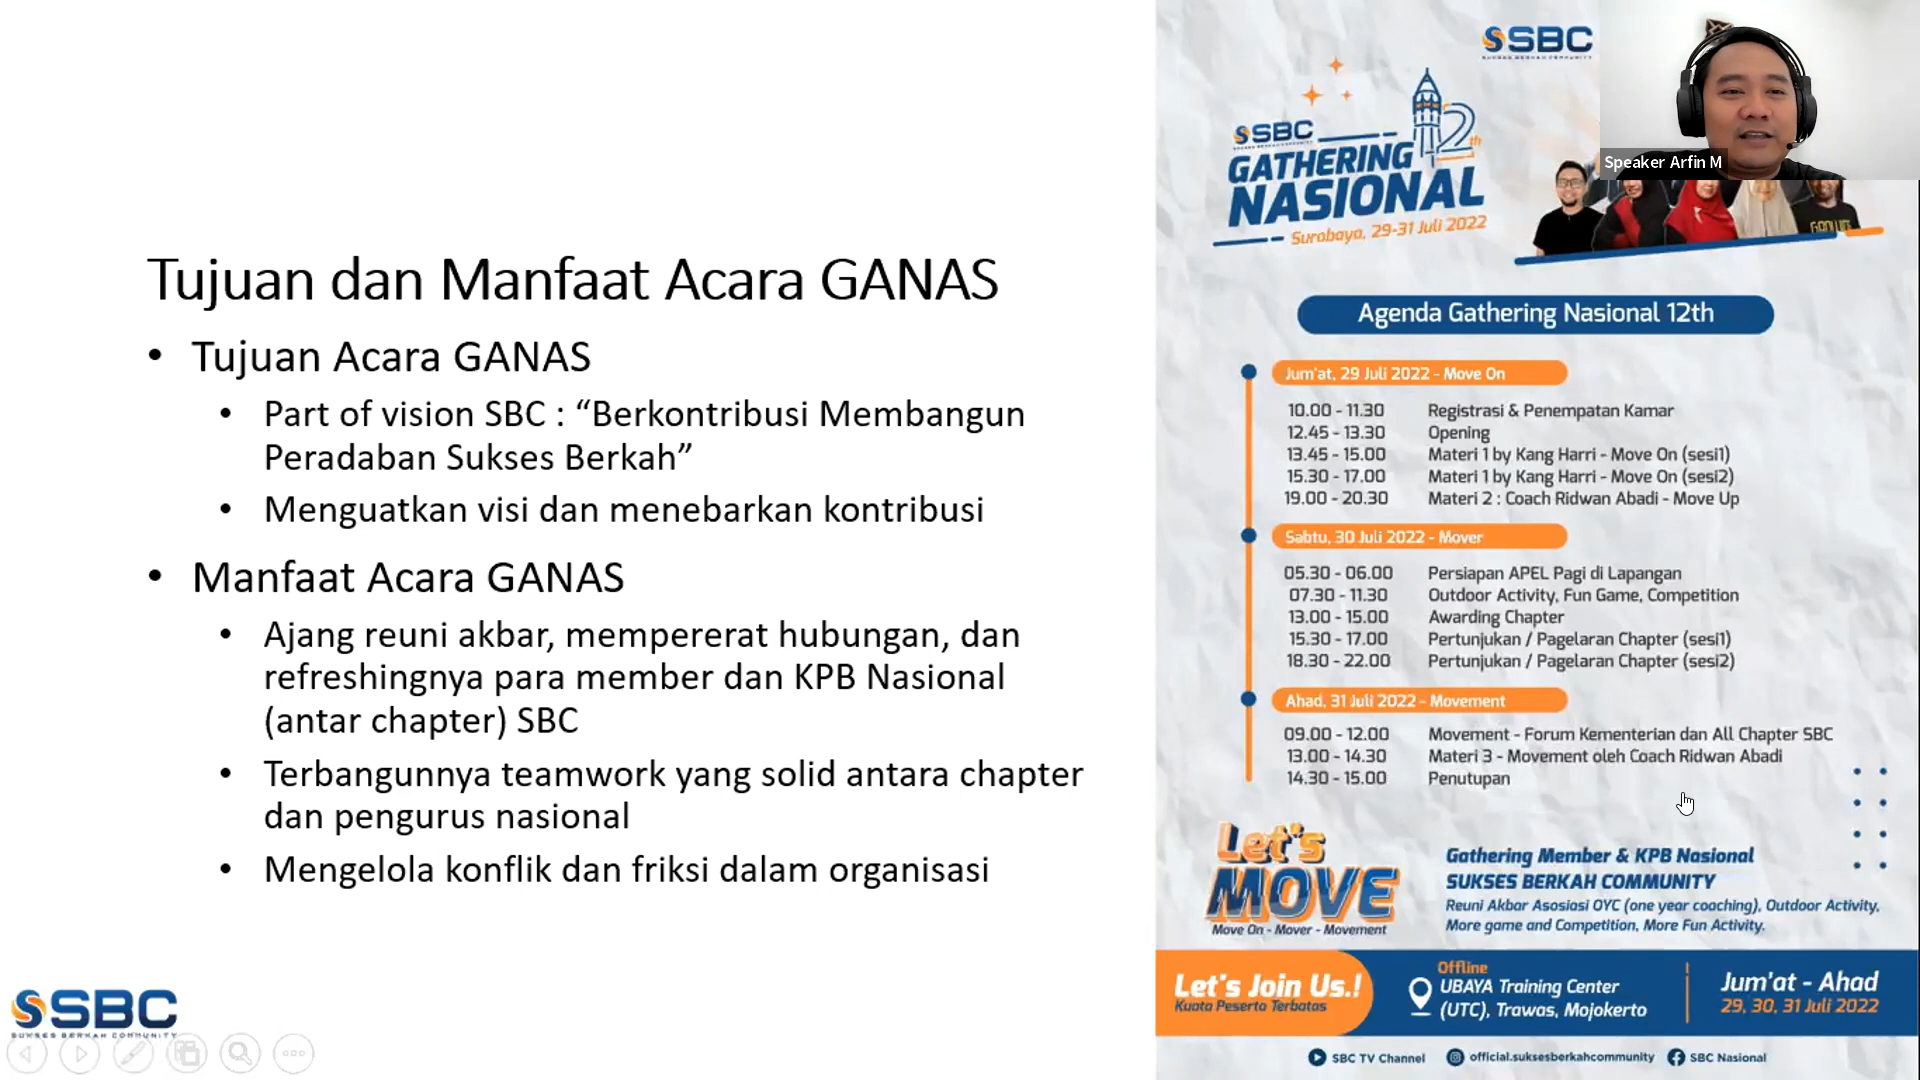 Tujuan dan Manfaat Acara GANAS
• Tujuan Acara GANAS
• Part of vision SBC : “Berkontribusi Membangun
Peradaban Sukses Berkah”
• Menguatkan visi dan menebarkan kontribusi
• Manfaat Acara GANAS
• Ajang reuni akbar, mempererat hubungan, dan
refreshingnya para member dan KPB Nasional
(antar chapter) SBC
• Terbangunnya teamwork yang solid antara chapter
dan pengurus nasional
• Mengelola konflik dan friksi dalam organisasi
SBC
SUKSES BERKAH COMMUNITY
SBC
SUKSES BERKAH COMMUNITY
Speaker Arfin M
SBC
12th
GATHERING
NASIONAL
Surabaya, 29-31 Juli 2022
Agenda Gathering Nasional 12th
Jum'at, 29 Juli 2022 - Move On
10.00 - 11.30 Registrasi & Penempatan Kamar
12.45 - 13.30 Opening
13.45 - 15.00 Materi 1 by Kang Harri - Move On (sesi1)
15.30 - 17.00 Materi 1 by Kang Harri - Move On (sesi2)
19.00 - 20.30 Materi 2 : Coach Ridwan Abadi - Move Up
Sabtu, 30 Juli 2022 - Mover
05.30 - 06.00 Persiapan APEL Pagi di Lapangan
07.30 - 11.30 Outdoor Activity, Fun Game, Competition
13.00 - 15.00 Awarding Chapter
15.30 - 17.00 Pertunjukan / Pagelaran Chapter (sesi1)
18.30 - 22.00 Pertunjukan / Pagelaran Chapter (sesi2)
Ahad, 31 Juli 2022 - Movement
09.00 - 12.00 Movement - Forum Kementerian dan All Chapter SBC
13.00 - 14.30 Materi 3 - Movement oleh Coach Ridwan Abadi
14.30 - 15.00 Penutupan
Let's
MOVE
Move On - Mover - Movement
Gathering Member & KPB Nasional
SUKSES BERKAH COMMUNITY
Reuni Akbar Asosiasi OYC (one year coaching), Outdoor Activity,
More game and Competition, More Fun Activity.
Let's Join Us.!
Kuota Peserta Terbatas
Offline
UBAYA Training Center
(UTC), Trawas, Mojokerto
Jum'at - Ahad
29, 30, 31 Juli 2022
SBC TV Channel official.suksesberkahcommunity SBC Nasional